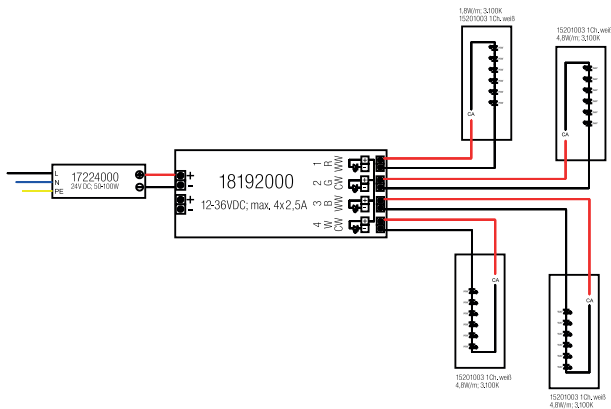 1,8W/m; 3.100K
15201003 1Ch. weiß
15201003 1Ch. weiß
4,8W/m; 3.100K
CA
CA
L
N
PE
17224000
24V DC; 50-100W
+
-
+
-
18192000
12-36VDC; max. 4x2,5A
1 R WW
2 G CW
3 B WW
4 W CW
CA
CA
15201003 1Ch. weiß
4,8W/m; 3.100K
15201003 1Ch. weiß
4,8W/m; 3.100K